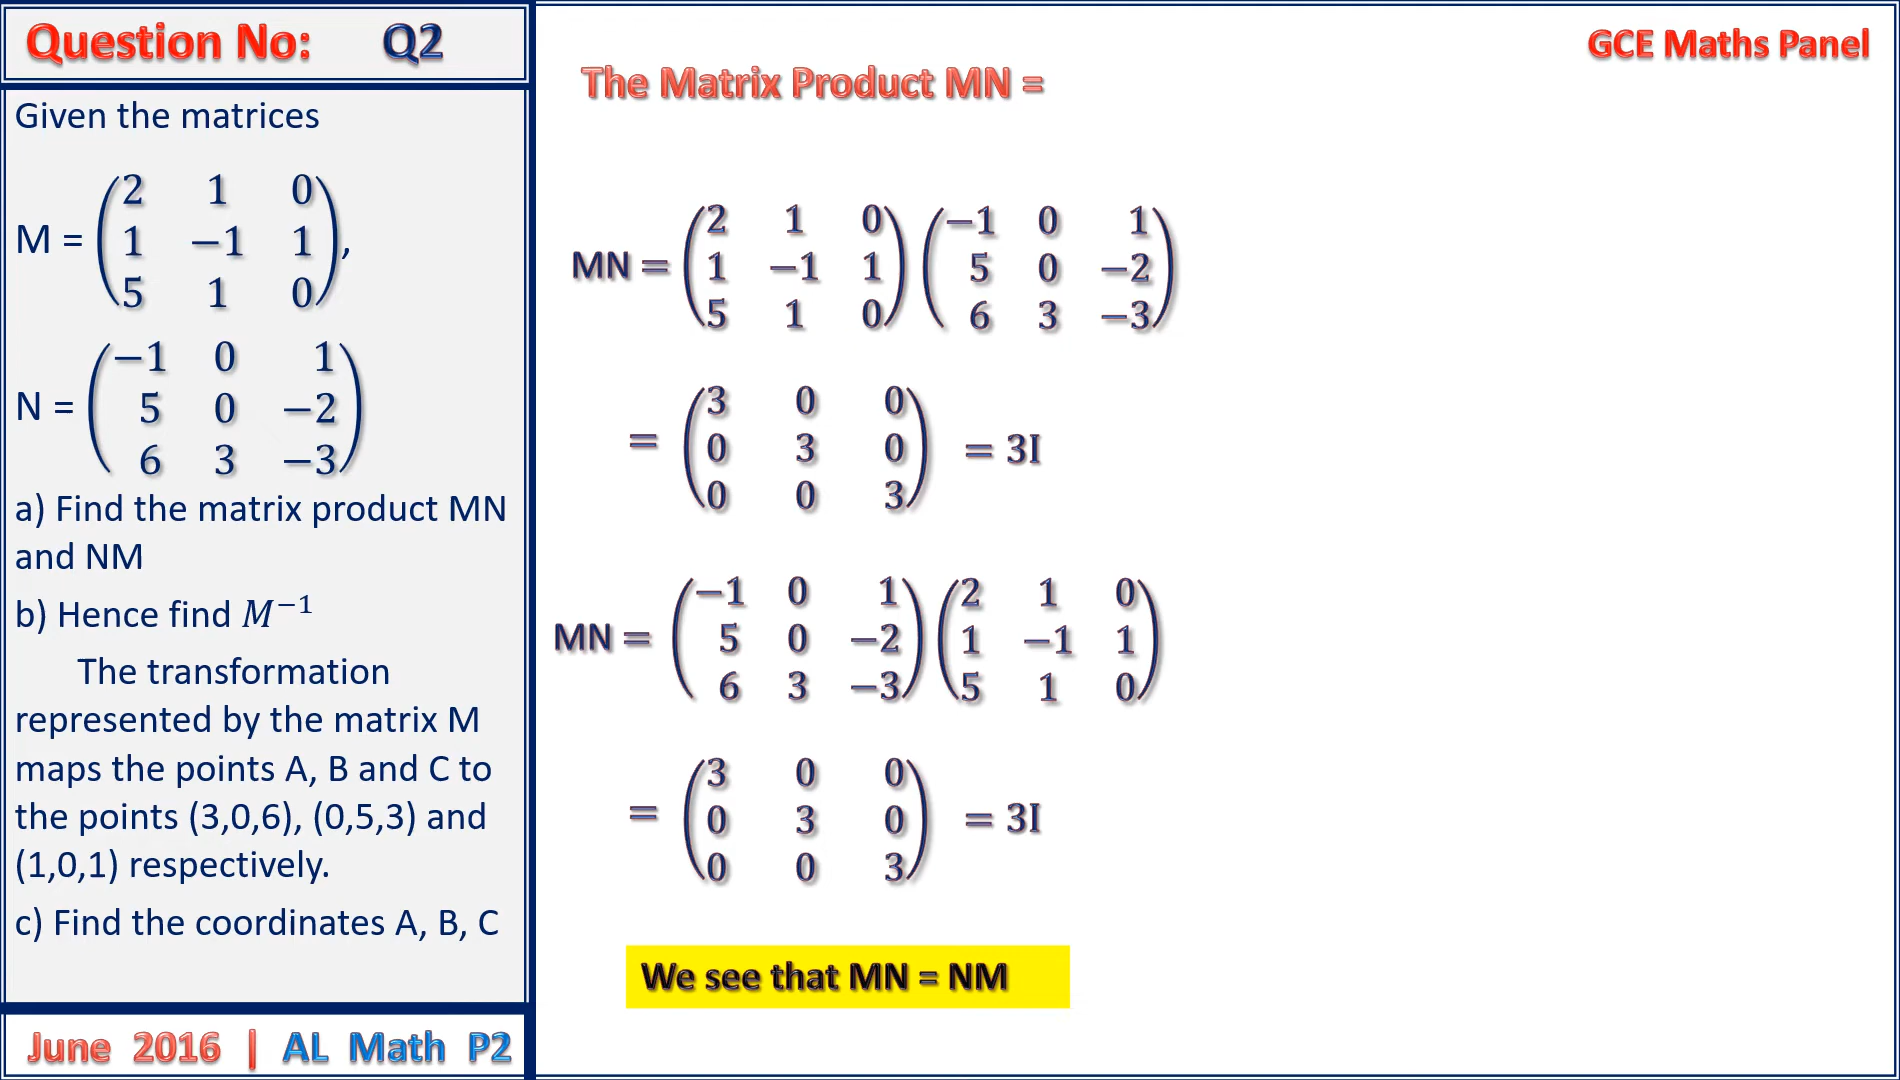 Question No: Q2
Given the matrices
M = (2 1 0
1 −1 1
5 1 0),
N = (−1 0 1
5 0 −2
6 3 −3)
a) Find the matrix product MN
and NM
b) Hence find M⁻¹
The transformation
represented by the matrix M
maps the points A, B and C to
the points (3,0,6), (0,5,3) and
(1,0,1) respectively.
c) Find the coordinates A, B, C
June 2016 | AL Math P2
GCE Maths Panel
The Matrix Product MN =
MN = (2 1 0
1 −1 1
5 1 0) (−1 0 1
5 0 −2
6 3 −3)
= (3 0 0
0 3 0
0 0 3) = 3I
MN = (−1 0 1
5 0 −2
6 3 −3) (2 1 0
1 −1 1
5 1 0)
= (3 0 0
0 3 0
0 0 3) = 3I
We see that MN = NM